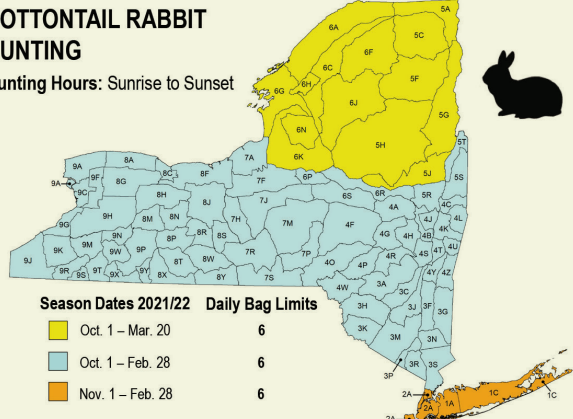 OTTONTAIL RABBIT
UNTING
unting Hours: Sunrise to Sunset
5A
6A
5C
6F
6C
5F
6H
6G
6J
5G
6N
5H
6K
5J
5T
7A
9A
8A
8C
8F
7F
6P
5S
9A
9F
8G
9C
8H
8J
7J
6S
6R
5R
4A
4C
9G
9H
8M
8N
7H
7M
4F
4J
4L
4G
4H
4B
4K
9K
9M
9N
9W
9P
8P
8R
8S
7R
7P
4O
4P
4R
4S
4T
4U
9J
9R
9S
9T
9X
9Y
8T
8X
8W
8Y
7S
4W
3A
3C
4Y
4Z
3H
3J
3F
3G
3K
3M
3N
3P
3R
3S
2A
2A
1A
1C
1C
2A
Season Dates 2021/22 Daily Bag Limits
Oct. 1 – Mar. 20 6
Oct. 1 – Feb. 28 6
Nov. 1 – Feb. 28 6